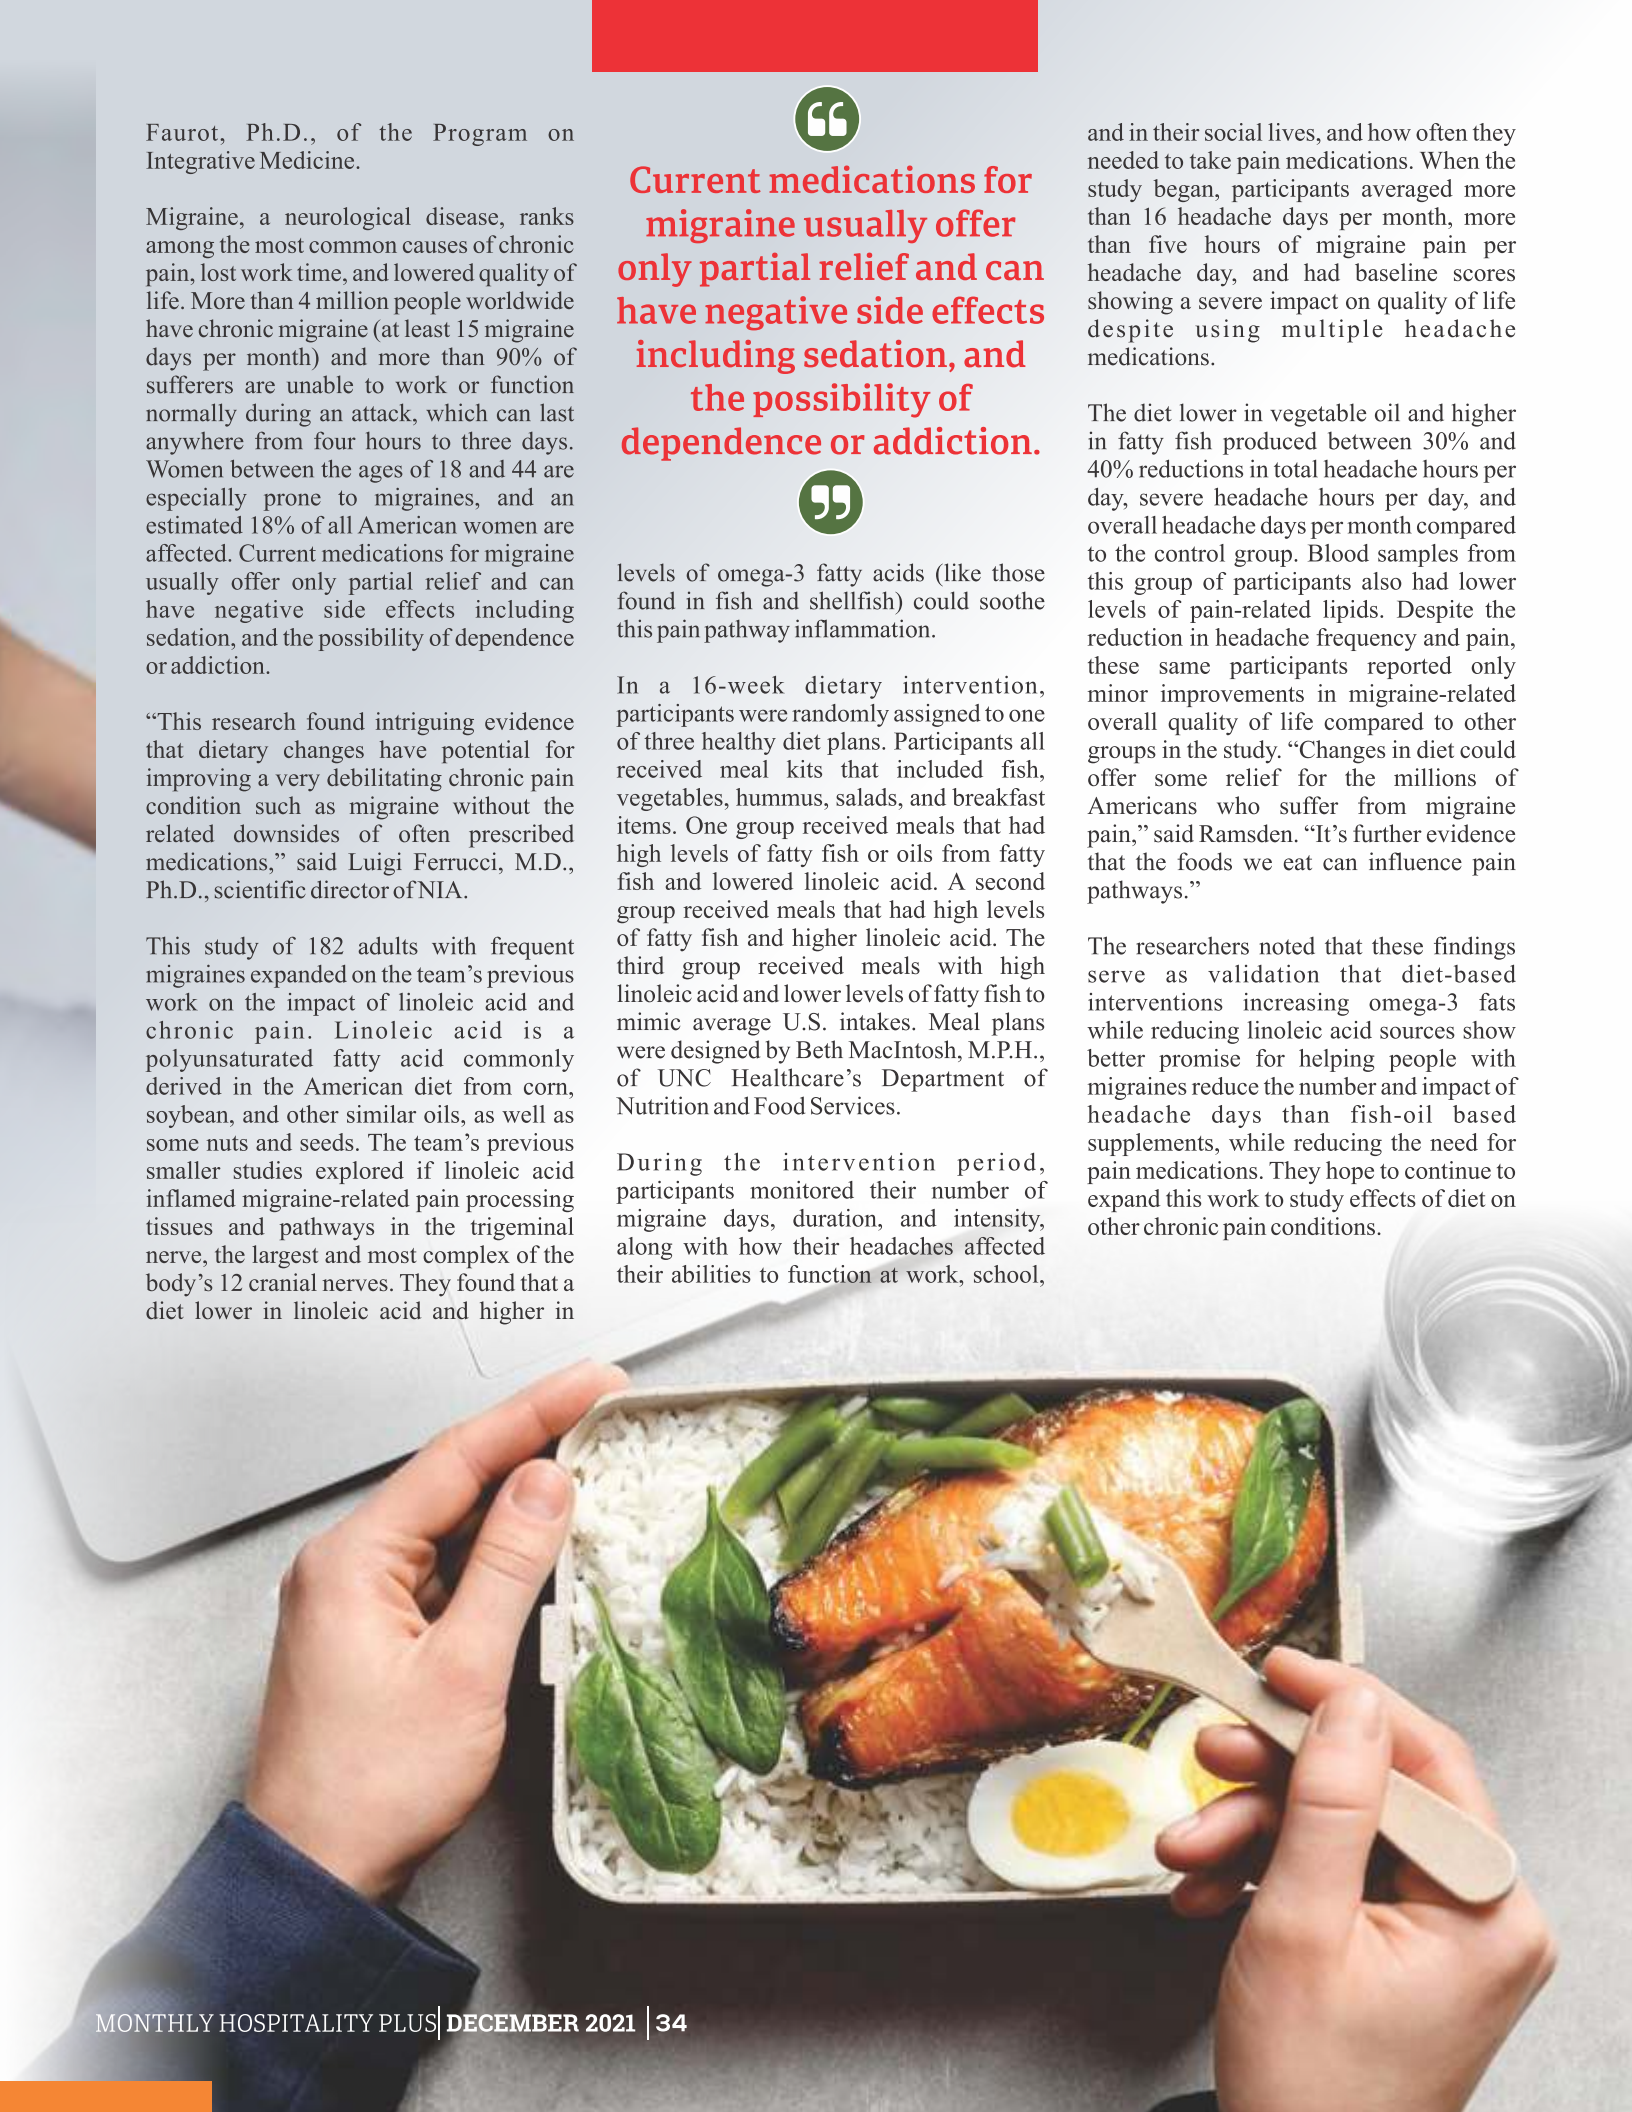 Faurot, Ph.D., of the Program on
Integrative Medicine.
Migraine, a neurological disease, ranks
among the most common causes of chronic
pain, lost work time, and lowered quality of
life. More than 4 million people worldwide
have chronic migraine (at least 15 migraine
days per month) and more than 90% of
sufferers are unable to work or function
normally during an attack, which can last
anywhere from four hours to three days.
Women between the ages of 18 and 44 are
especially prone to migraines, and an
estimated 18% of all American women are
affected. Current medications for migraine
usually offer only partial relief and can
have negative side effects including
sedation, and the possibility of dependence
or addiction.
“This research found intriguing evidence
that dietary changes have potential for
improving a very debilitating chronic pain
condition such as migraine without the
related downsides of often prescribed
medications,” said Luigi Ferrucci, M.D.,
Ph.D., scientific director of NIA.
This study of 182 adults with frequent
migraines expanded on the team’s previous
work on the impact of linoleic acid and
chronic pain. Linoleic acid is a
polyunsaturated fatty acid commonly
derived in the American diet from corn,
soybean, and other similar oils, as well as
some nuts and seeds. The team’s previous
smaller studies explored if linoleic acid
inflamed migraine-related pain processing
tissues and pathways in the trigeminal
nerve, the largest and most complex of the
body’s 12 cranial nerves. They found that a
diet lower in linoleic acid and higher in
“
Current medications for
migraine usually offer
only partial relief and can
have negative side effects
including sedation, and
the possibility of
dependence or addiction.
”
levels of omega-3 fatty acids (like those
found in fish and shellfish) could soothe
this pain pathway inflammation.
In a 16-week dietary intervention,
participants were randomly assigned to one
of three healthy diet plans. Participants all
received meal kits that included fish,
vegetables, hummus, salads, and breakfast
items. One group received meals that had
high levels of fatty fish or oils from fatty
fish and lowered linoleic acid. A second
group received meals that had high levels
of fatty fish and higher linoleic acid. The
third group received meals with high
linoleic acid and lower levels of fatty fish to
mimic average U.S. intakes. Meal plans
were designed by Beth MacIntosh, M.P.H.,
of UNC Healthcare’s Department of
Nutrition and Food Services.
During the intervention period,
participants monitored their number of
migraine days, duration, and intensity,
along with how their headaches affected
their abilities to function at work, school,
and in their social lives, and how often they
needed to take pain medications. When the
study began, participants averaged more
than 16 headache days per month, more
than five hours of migraine pain per
headache day, and had baseline scores
showing a severe impact on quality of life
despite using multiple headache
medications.
The diet lower in vegetable oil and higher
in fatty fish produced between 30% and
40% reductions in total headache hours per
day, severe headache hours per day, and
overall headache days per month compared
to the control group. Blood samples from
this group of participants also had lower
levels of pain-related lipids. Despite the
reduction in headache frequency and pain,
these same participants reported only
minor improvements in migraine-related
overall quality of life compared to other
groups in the study. “Changes in diet could
offer some relief for the millions of
Americans who suffer from migraine
pain,” said Ramsden. “It’s further evidence
that the foods we eat can influence pain
pathways.”
The researchers noted that these findings
serve as validation that diet-based
interventions increasing omega-3 fats
while reducing linoleic acid sources show
better promise for helping people with
migraines reduce the number and impact of
headache days than fish-oil based
supplements, while reducing the need for
pain medications. They hope to continue to
expand this work to study effects of diet on
other chronic pain conditions.
MONTHLY HOSPITALITY PLUS DECEMBER 2021 34